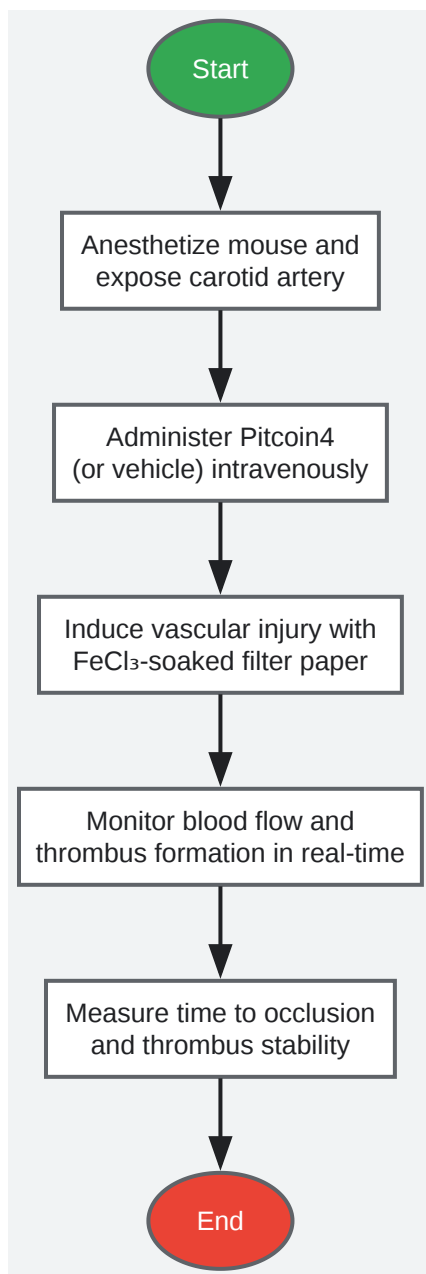 Start
Anesthetize mouse and
expose carotid artery
Administer Pitcoin4
(or vehicle) intravenously
Induce vascular injury with
FeCl₃-soaked filter paper
Monitor blood flow and
thrombus formation in real-time
Measure time to occlusion
and thrombus stability
End